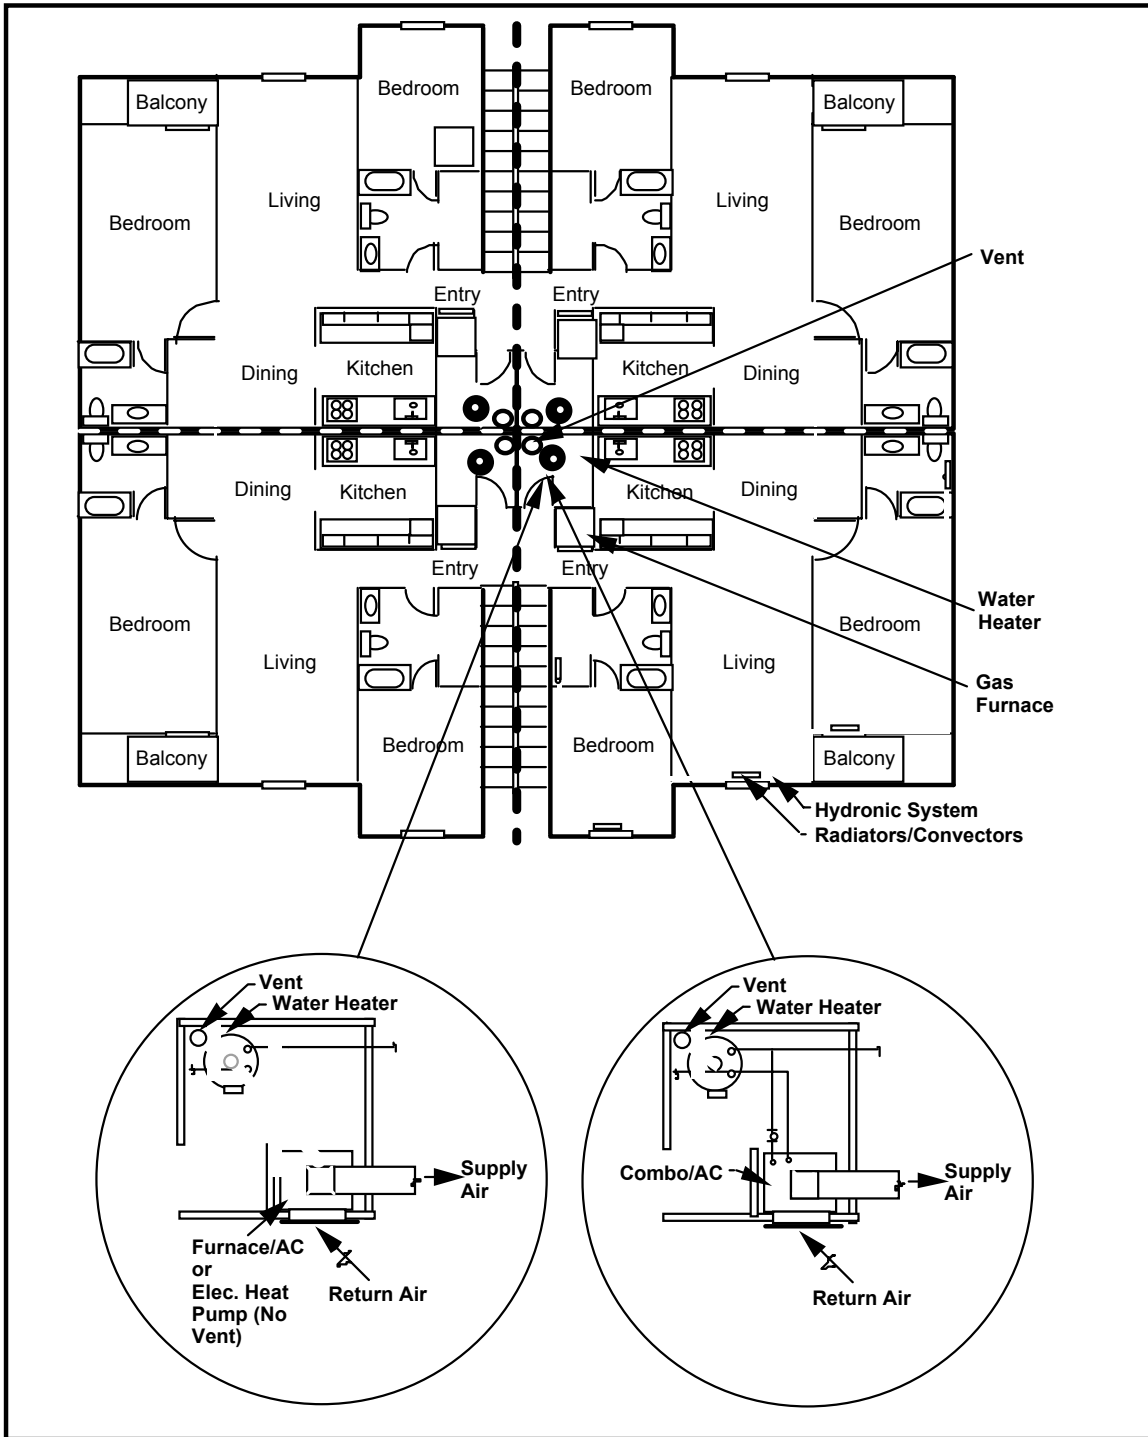 Bedroom
Bedroom
Balcony
Balcony
Living
Living
Bedroom
Bedroom
Vent
Entry
Entry
Dining
Kitchen
Kitchen
Dining
Dining
Kitchen
Kitchen
Dining
Entry
Entry
Water
Heater
Bedroom
Bedroom
Living
Living
Gas
Furnace
Bedroom
Bedroom
Balcony
Balcony
Hydronic System
Radiators/Convectors
Vent
Water Heater
Supply
Air
Furnace/AC
or
Elec. Heat
Pump (No
Vent)
Return Air
Vent
Water Heater
Combo/AC
Supply
Air
Return Air